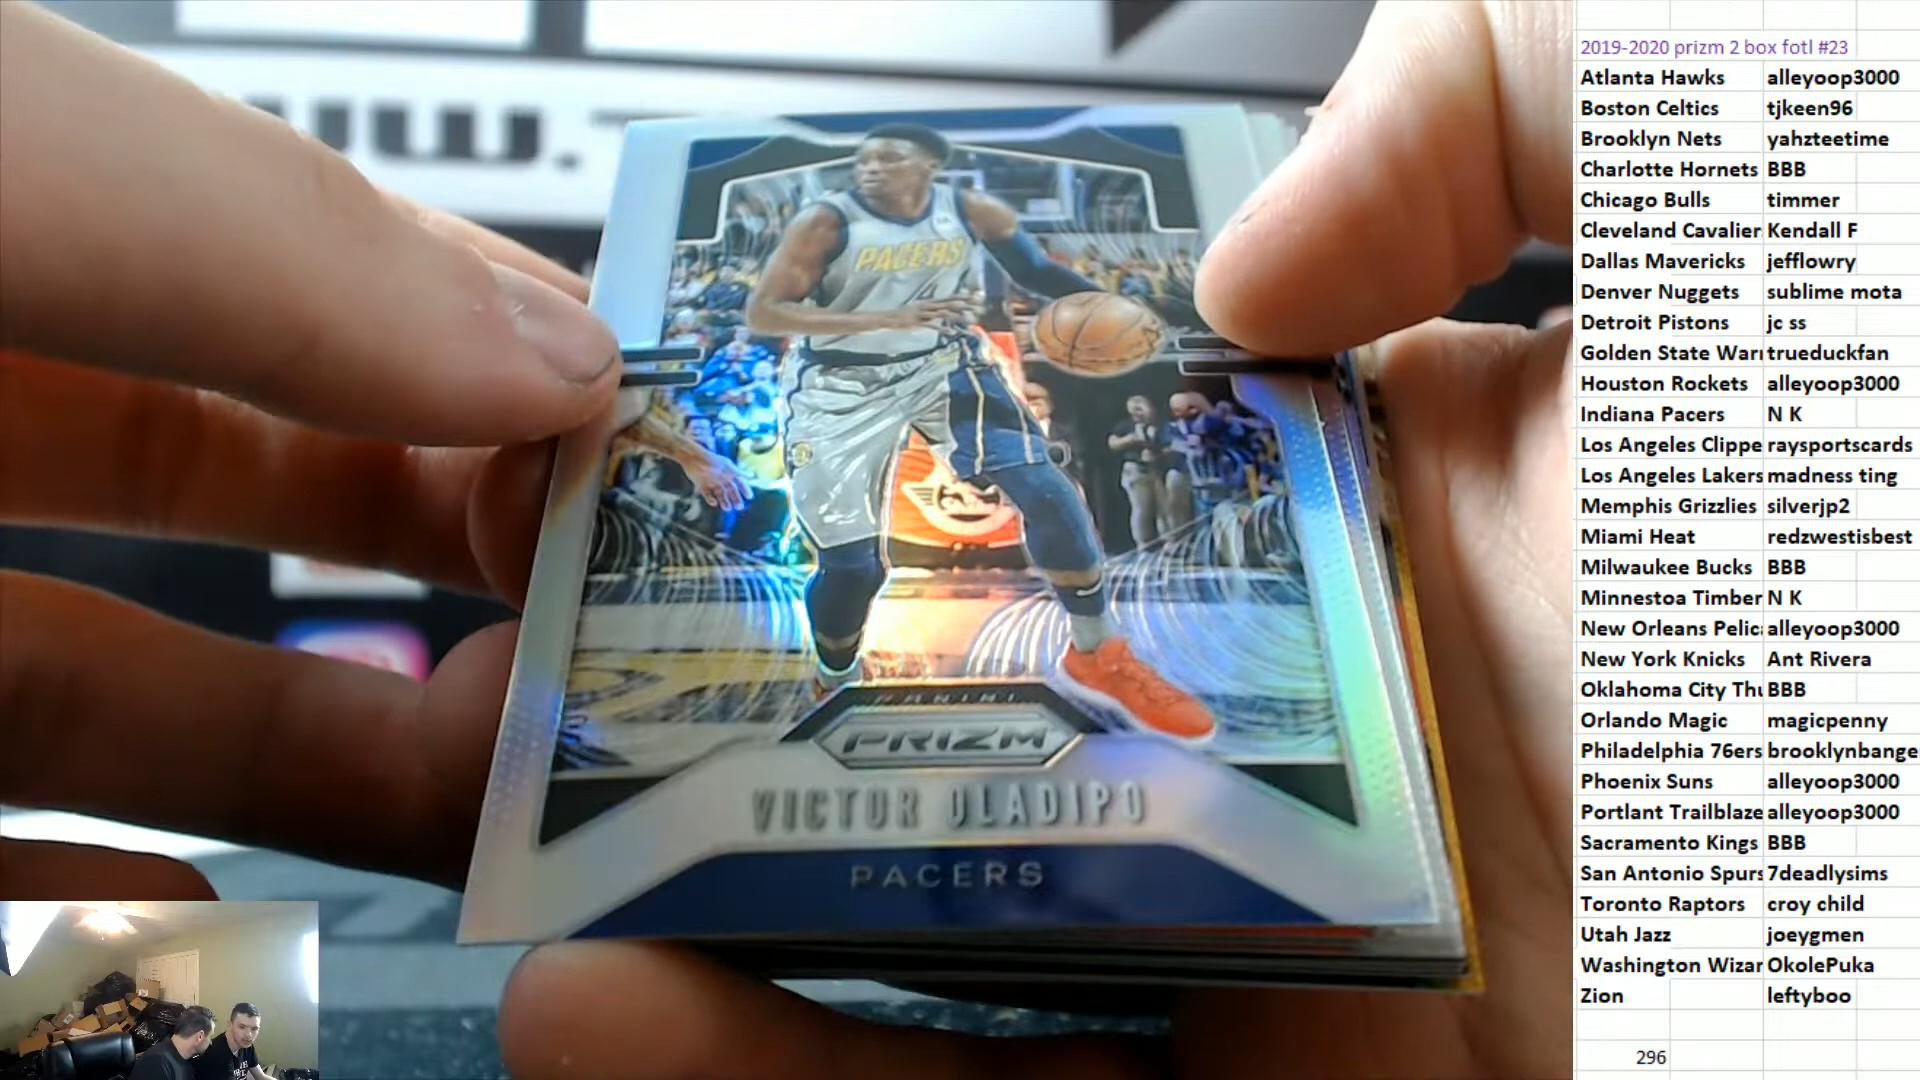 UW.
PACERS
4
PANINI
PRIZM
VICTOR OLADIPO
PACERS
2019-2020 prizm 2 box fotl #23
Atlanta Hawks alleyoop3000
Boston Celtics tjkeen96
Brooklyn Nets yahzteetime
Charlotte Hornets BBB
Chicago Bulls timmer
Cleveland Cavalier Kendall F
Dallas Mavericks jefflowry
Denver Nuggets sublime mota
Detroit Pistons jc ss
Golden State Warr trueduckfan
Houston Rockets alleyoop3000
Indiana Pacers N K
Los Angeles Clippe raysportscards
Los Angeles Lakers madness ting
Memphis Grizzlies silverjp2
Miami Heat redzwestisbest
Milwaukee Bucks BBB
Minnestoa Timber N K
New Orleans Pelic alleyoop3000
New York Knicks Ant Rivera
Oklahoma City Thu BBB
Orlando Magic magicpenny
Philadelphia 76ers brooklynbange
Phoenix Suns alleyoop3000
Portlant Trailblaze alleyoop3000
Sacramento Kings BBB
San Antonio Spurs 7deadlysims
Toronto Raptors croy child
Utah Jazz joeygmen
Washington Wizar OkolePuka
Zion leftyboo
296